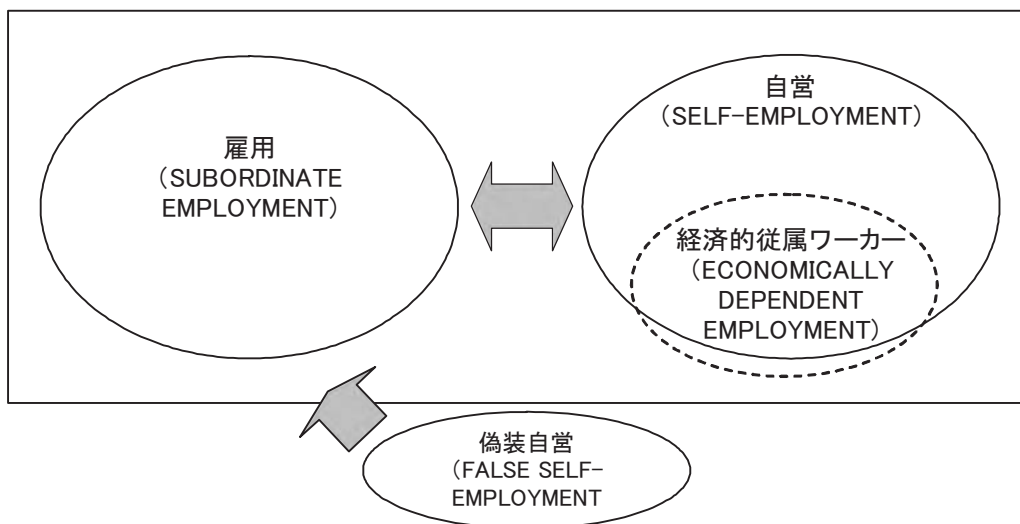 雇用
（SUBORDINATE
EMPLOYMENT）
自営
（SELF-EMPLOYMENT）
経済的従属ワーカー
（ECONOMICALLY
DEPENDENT
EMPLOYMENT）
偽装自営
（FALSE SELF-
EMPLOYMENT